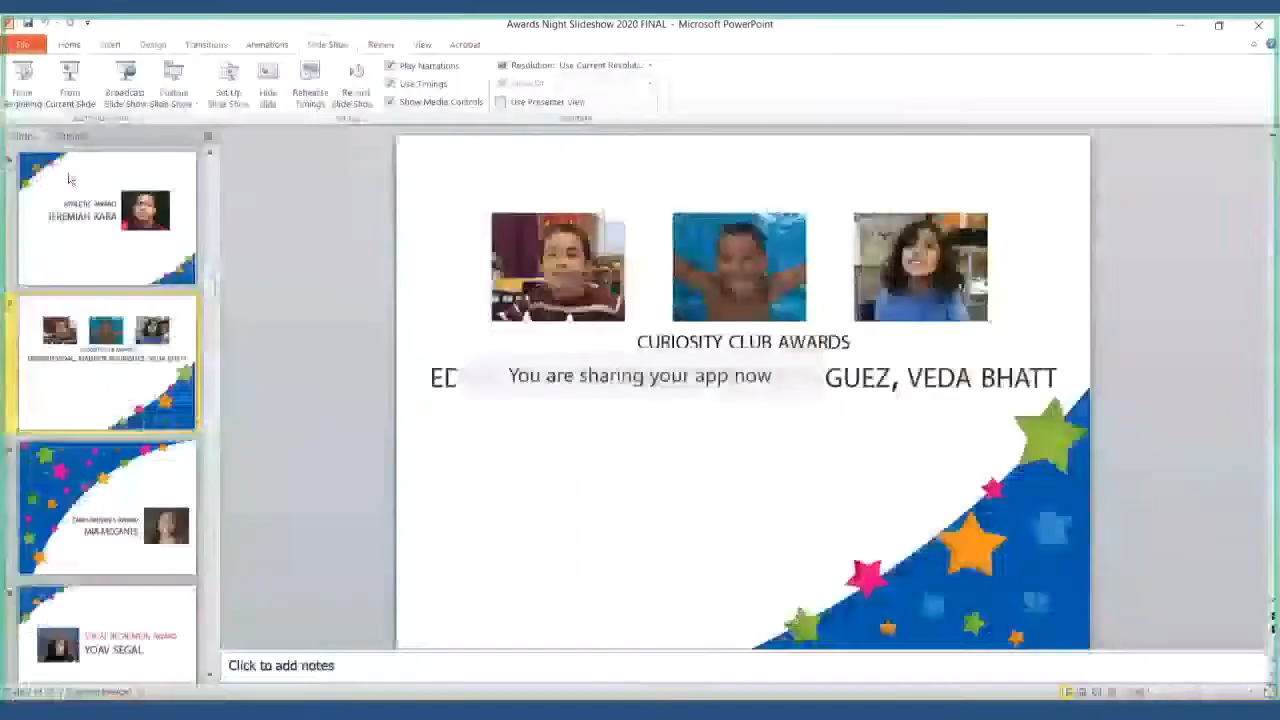 Awards Night Slideshow 2020 FINAL - Microsoft PowerPoint
File Home Insert Design Transitions Animations Slide Show Review View Acrobat
Play Narrations
Use Timings
Show Media Controls
Resolution: Use Current Resolut...
Show On
Use Presenter View
From Beginning
From Current Slide
Broadcast Slide Show
Custom Slide Show
Set Up Slide Show
Hide Slide
Rehearse Timings
Record Slide Show
ATHLETIC AWARD
JEREMIAH KARA
YOAV SEGAL
CURIOSITY CLUB AWARDS
ED
You are sharing your app now
GUEZ, VEDA BHATT
Click to add notes